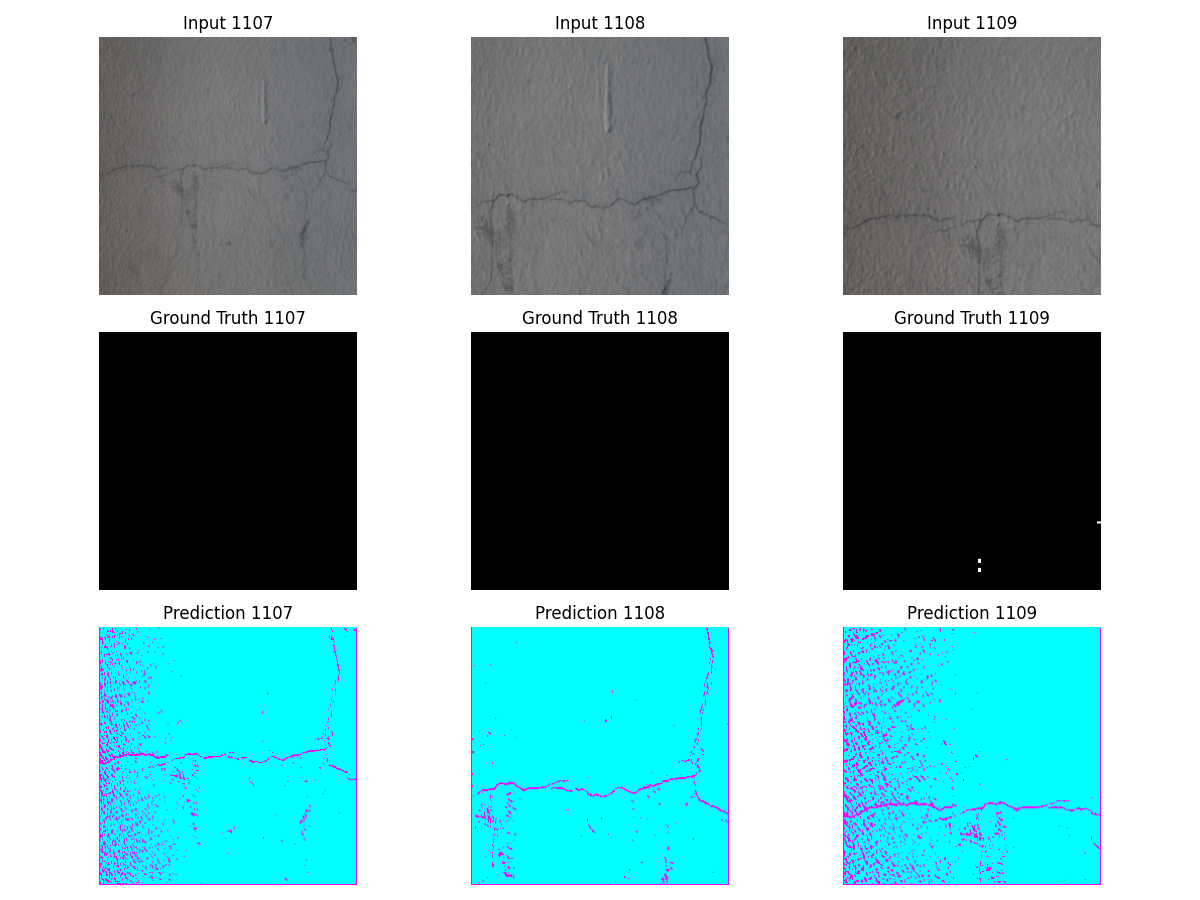 Input 1107
Input 1108
Input 1109
Ground Truth 1107
Ground Truth 1108
Ground Truth 1109
Prediction 1107
Prediction 1108
Prediction 1109